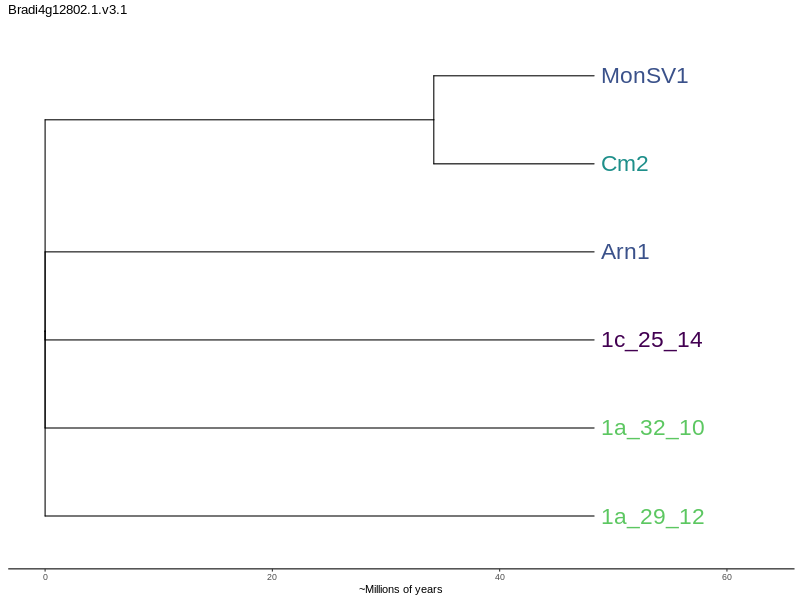 Bradi4g12802.1.v3.1
MonSV1
Cm2
Arn1
1c_25_14
1a_32_10
1a_29_12
0 20 40 60
~Millions of years